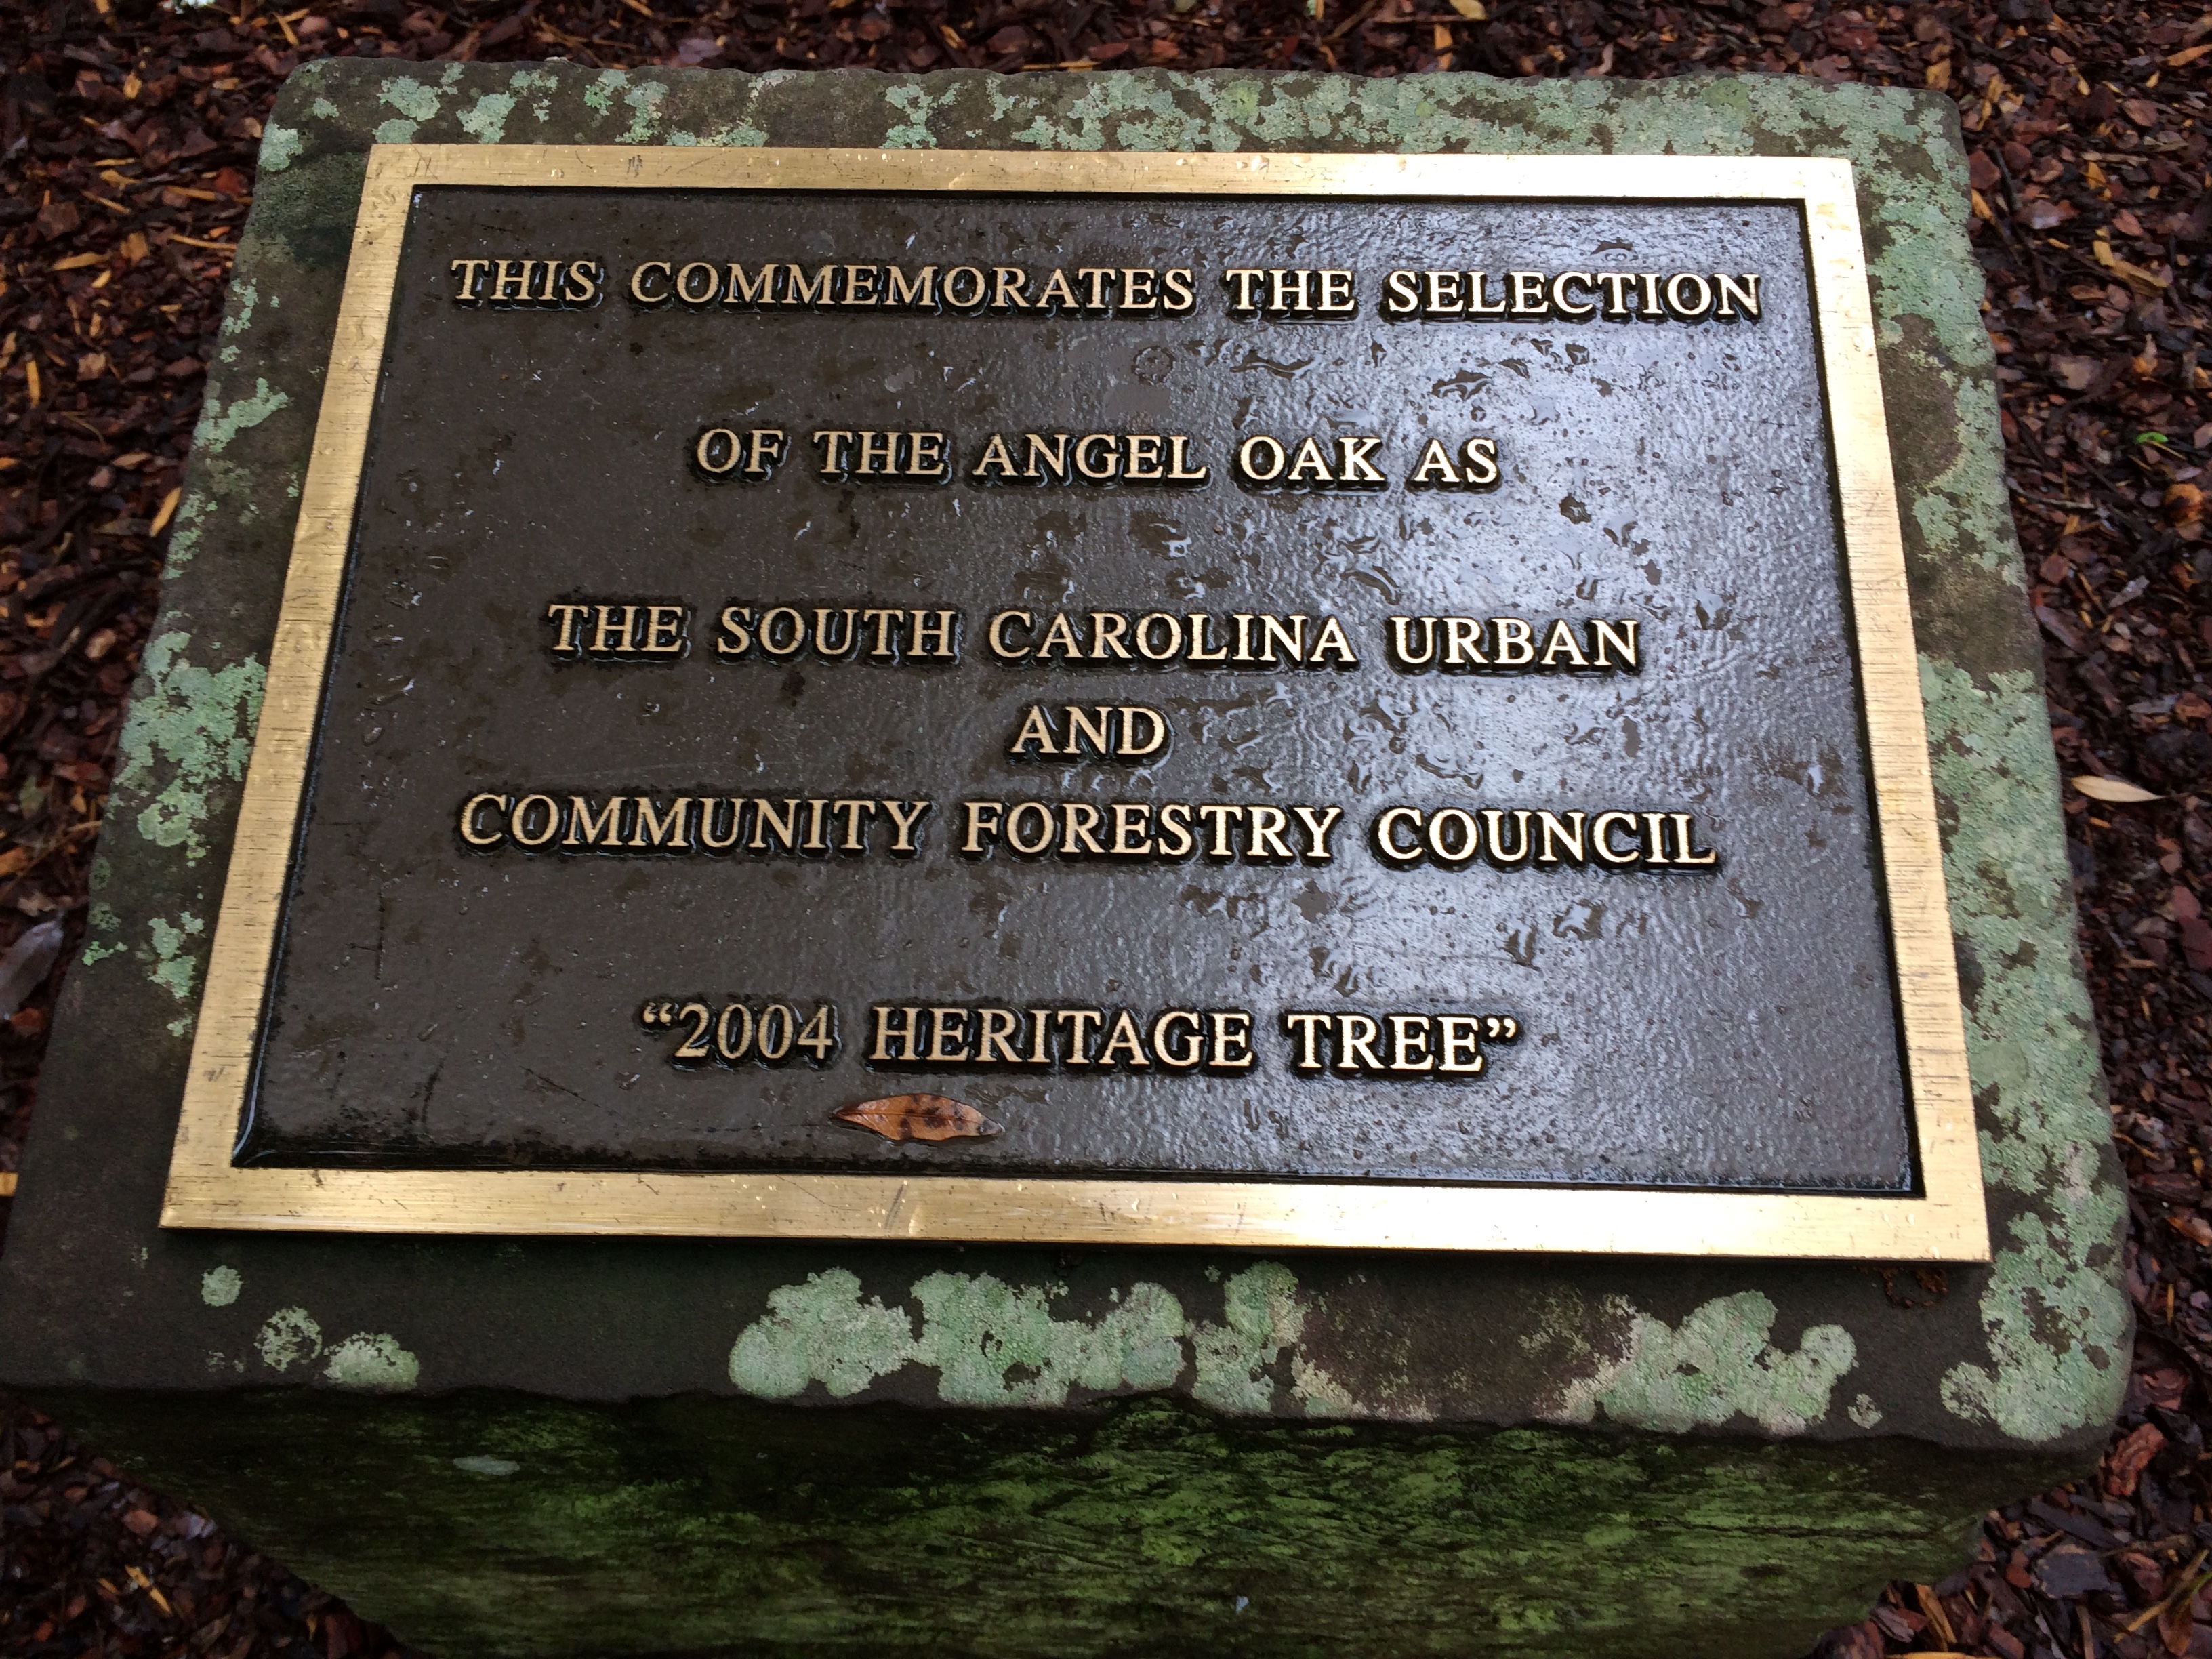 THIS COMMEMORATES THE SELECTION
OF THE ANGEL OAK AS
THE SOUTH CAROLINA URBAN
AND
COMMUNITY FORESTRY COUNCIL
“2004 HERITAGE TREE”